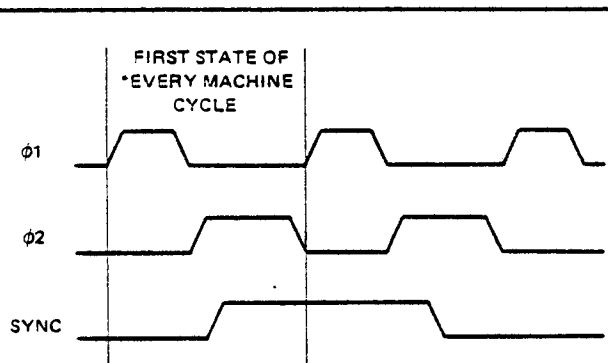 FIRST STATE OF
*EVERY MACHINE
CYCLE
ϕ1
ϕ2
SYNC